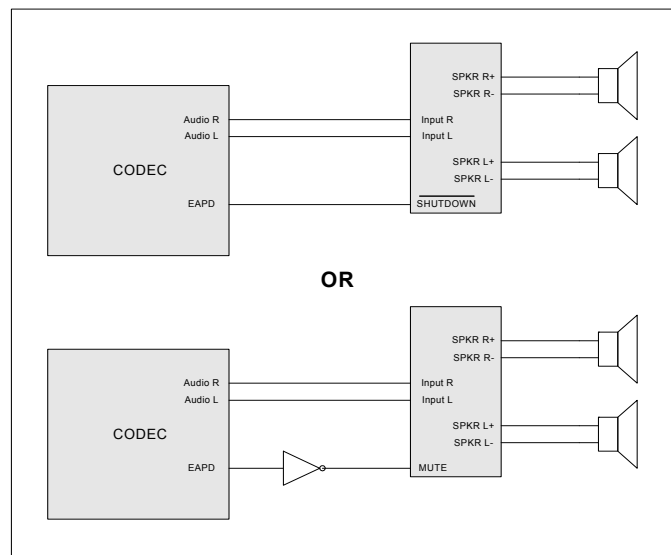 SPKR R+
SPKR R-
Audio R
Input R
Audio L
Input L
SPKR L+
CODEC
SPKR L-
EAPD
SHUTDOWN
OR
SPKR R+
SPKR R-
Audio R
Input R
Audio L
Input L
SPKR L+
CODEC
SPKR L-
EAPD
MUTE